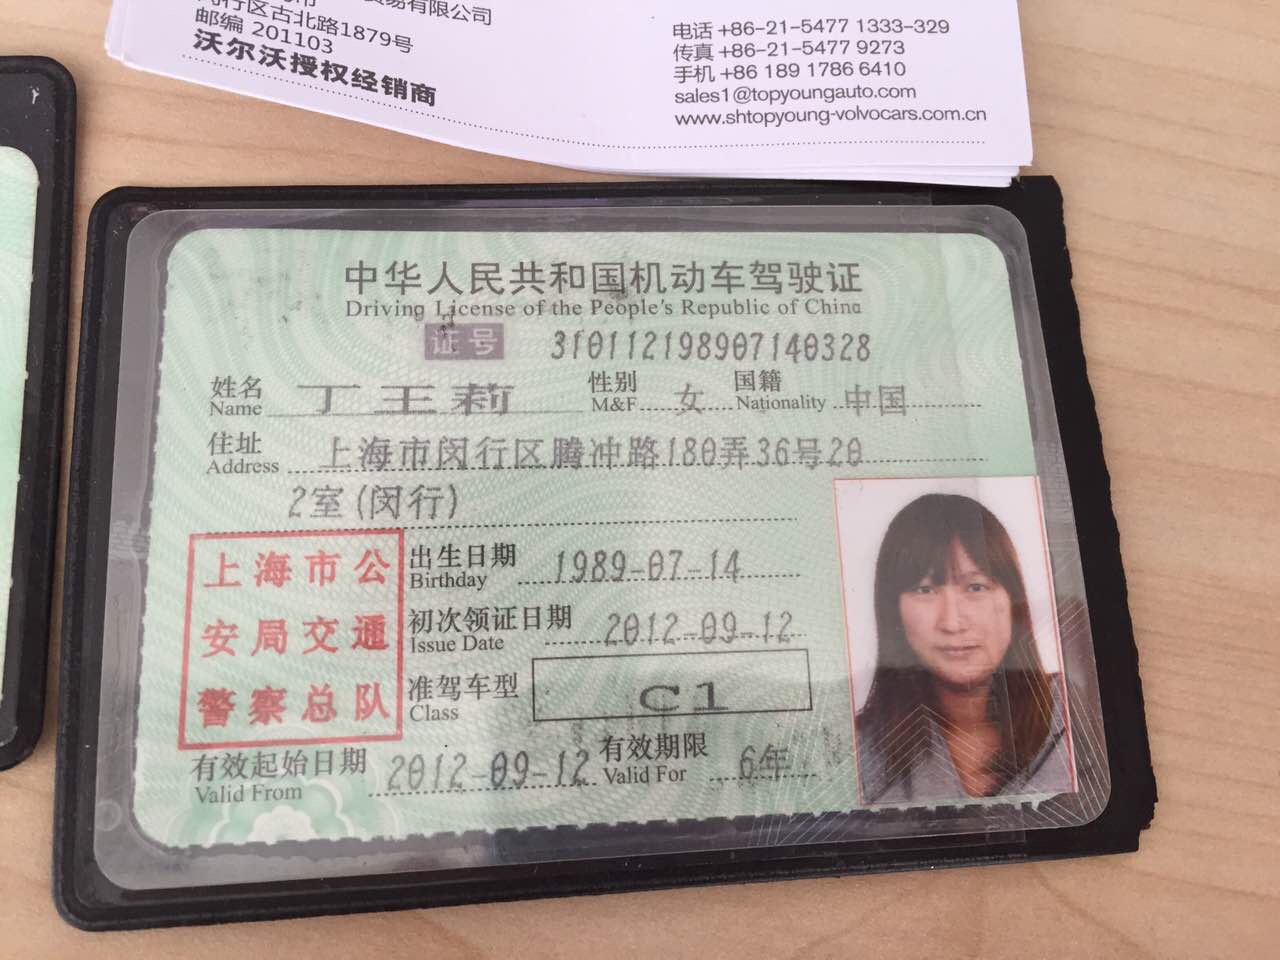 贸易有限公司
闵行区古北路1879号
邮编 201103
沃尔沃授权经销商
电话 +86-21-5477 1333-329
传真 +86-21-5477 9273
手机 +86 189 1786 6410
sales1@topyoungauto.com
www.shtopyoung-volvocars.com.cn
中华人民共和国机动车驾驶证
Driving License of the People's Republic of China
证号 310112198907140328
姓名 丁王莉 性别 女 国籍 中国
Name M&F Nationality
住址 上海市闵行区腾冲路180弄36号20
Address
2室(闵行)
上海市公
安局交通
警察总队
出生日期 1989-07-14
Birthday
初次领证日期 2012-09-12
Issue Date
准驾车型 C1
Class
有效起始日期 2012-09-12 有效期限 6年
Valid From Valid For